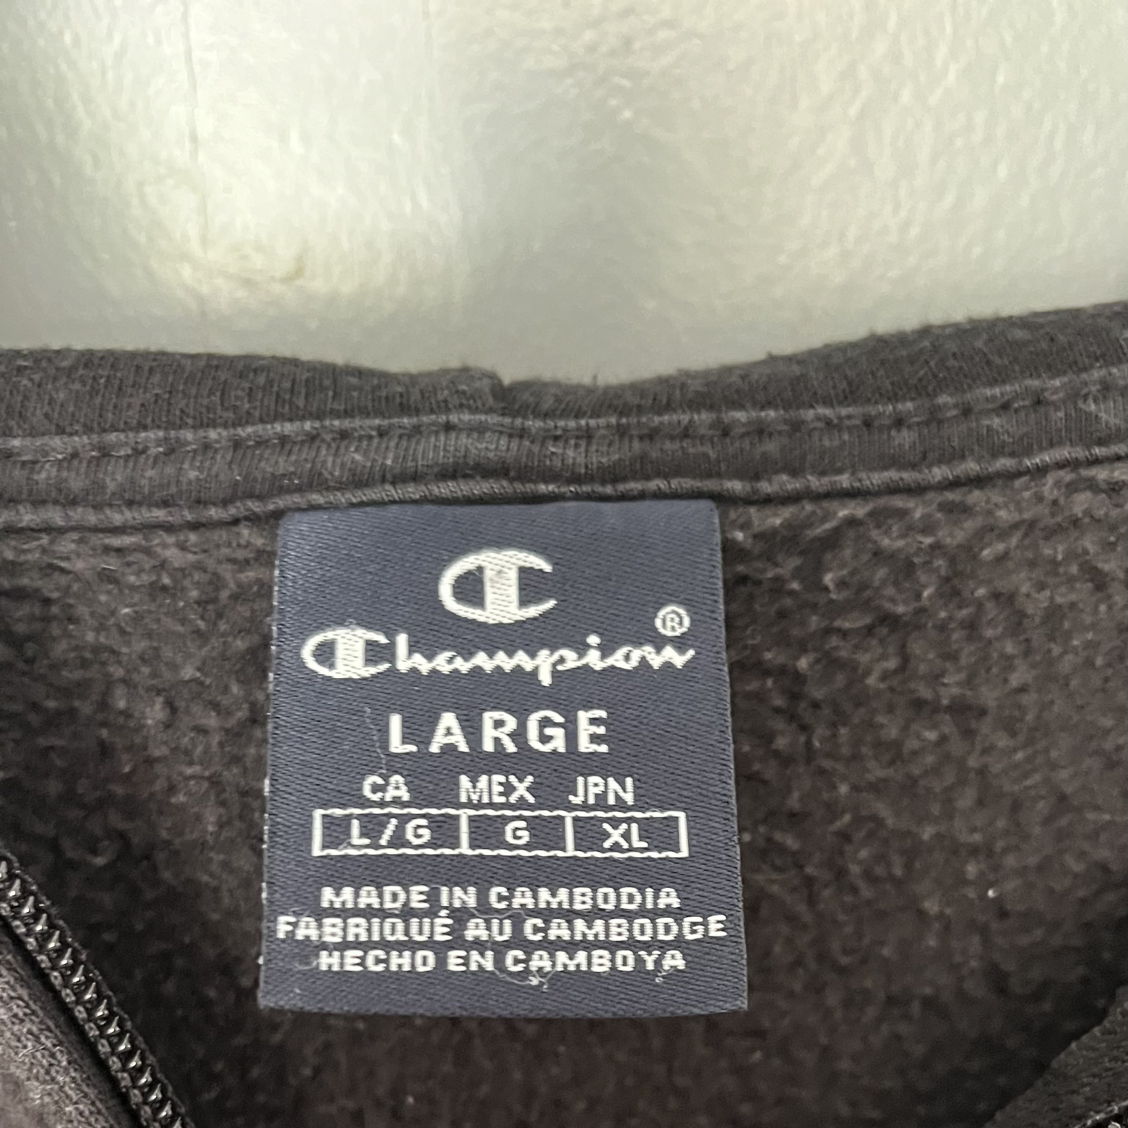 C
Champion®
LARGE
CA MEX JPN
L/G G XL
MADE IN CAMBODIA
FABRIQUÉ AU CAMBODGE
HECHO EN CAMBOYA